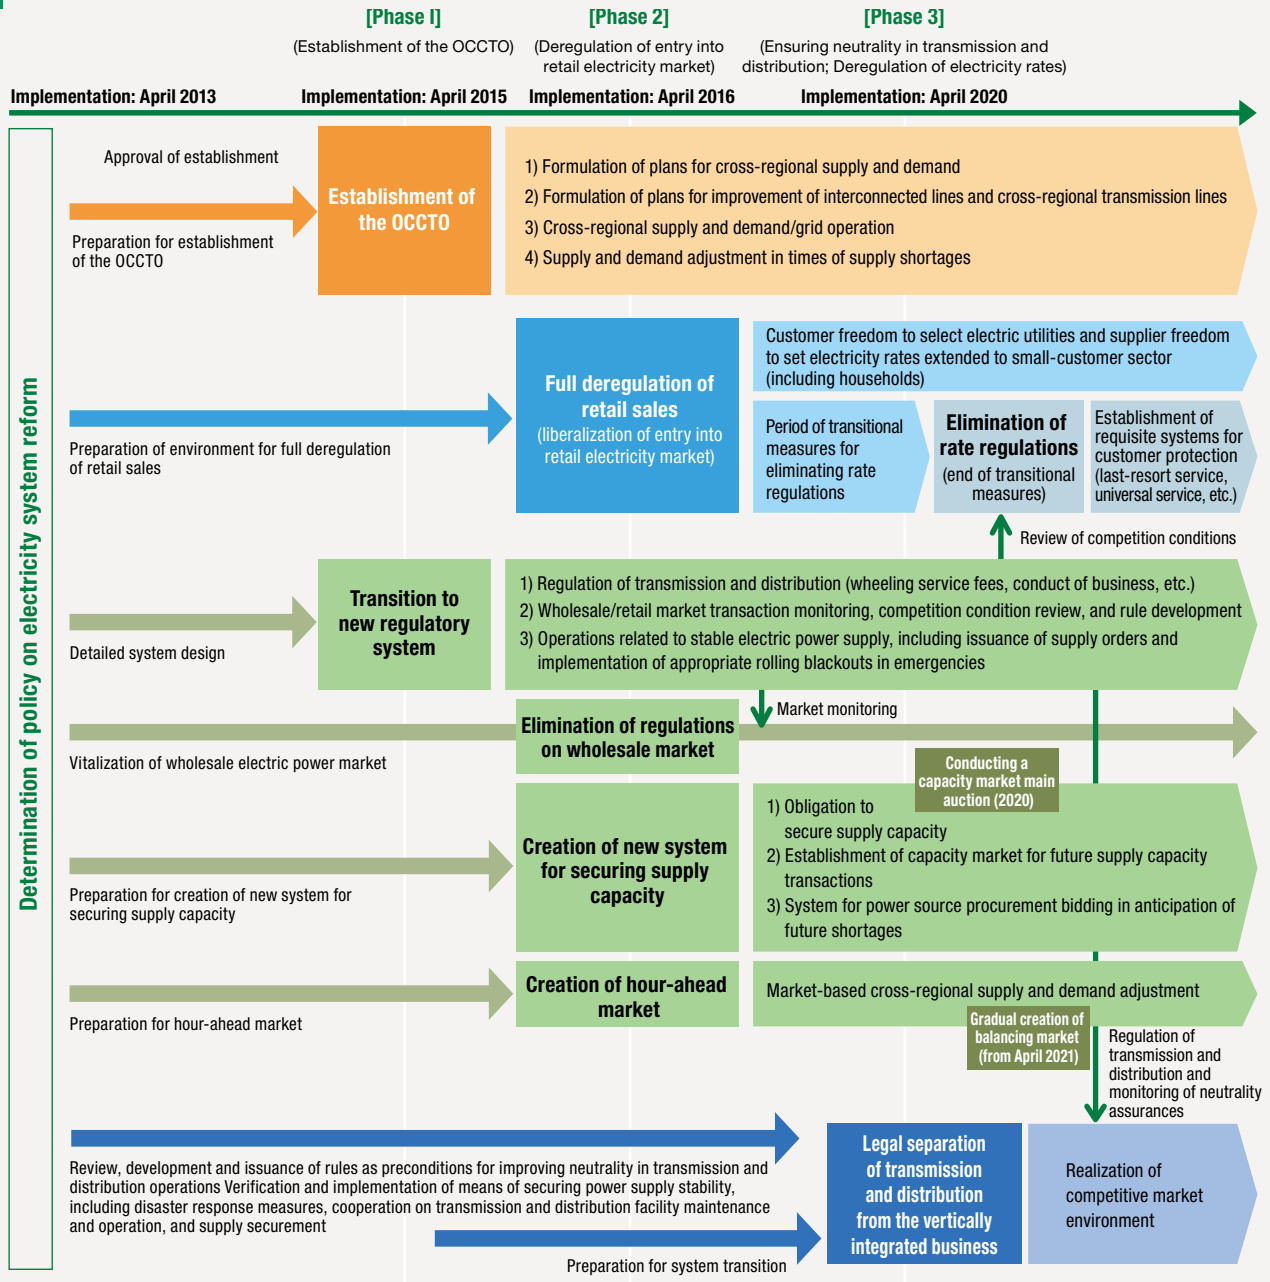 [Phase I]
(Establishment of the OCCTO)
[Phase 2]
(Deregulation of entry into
retail electricity market)
[Phase 3]
(Ensuring neutrality in transmission and
distribution; Deregulation of electricity rates)
Implementation: April 2013
Implementation: April 2015
Implementation: April 2016
Implementation: April 2020
Determination of policy on electricity system reform
Approval of establishment
Preparation for establishment
of the OCCTO
Establishment of
the OCCTO
1) Formulation of plans for cross-regional supply and demand
2) Formulation of plans for improvement of interconnected lines and cross-regional transmission lines
3) Cross-regional supply and demand/grid operation
4) Supply and demand adjustment in times of supply shortages
Preparation of environment for full deregulation
of retail sales
Full deregulation of
retail sales
(liberalization of entry into
retail electricity market)
Customer freedom to select electric utilities and supplier freedom
to set electricity rates extended to small-customer sector
(including households)
Period of transitional
measures for
eliminating rate
regulations
Elimination of
rate regulations
(end of transitional
measures)
Establishment of
requisite systems for
customer protection
(last-resort service,
universal service, etc.)
Review of competition conditions
Detailed system design
Transition to
new regulatory
system
1) Regulation of transmission and distribution (wheeling service fees, conduct of business, etc.)
2) Wholesale/retail market transaction monitoring, competition condition review, and rule development
3) Operations related to stable electric power supply, including issuance of supply orders and
implementation of appropriate rolling blackouts in emergencies
Market monitoring
Vitalization of wholesale electric power market
Elimination of regulations
on wholesale market
Conducting a
capacity market main
auction (2020)
Preparation for creation of new system for
securing supply capacity
Creation of new system
for securing supply
capacity
1) Obligation to
secure supply capacity
2) Establishment of capacity market for future supply capacity
transactions
3) System for power source procurement bidding in anticipation of
future shortages
Preparation for hour-ahead market
Creation of hour-ahead
market
Market-based cross-regional supply and demand adjustment
Gradual creation of
balancing market
(from April 2021)
Regulation of
transmission and
distribution and
monitoring of neutrality
assurances
Review, development and issuance of rules as preconditions for improving neutrality in transmission and
distribution operations Verification and implementation of means of securing power supply stability,
including disaster response measures, cooperation on transmission and distribution facility maintenance
and operation, and supply securement
Preparation for system transition
Legal separation
of transmission
and distribution
from the vertically
integrated business
Realization of
competitive market
environment